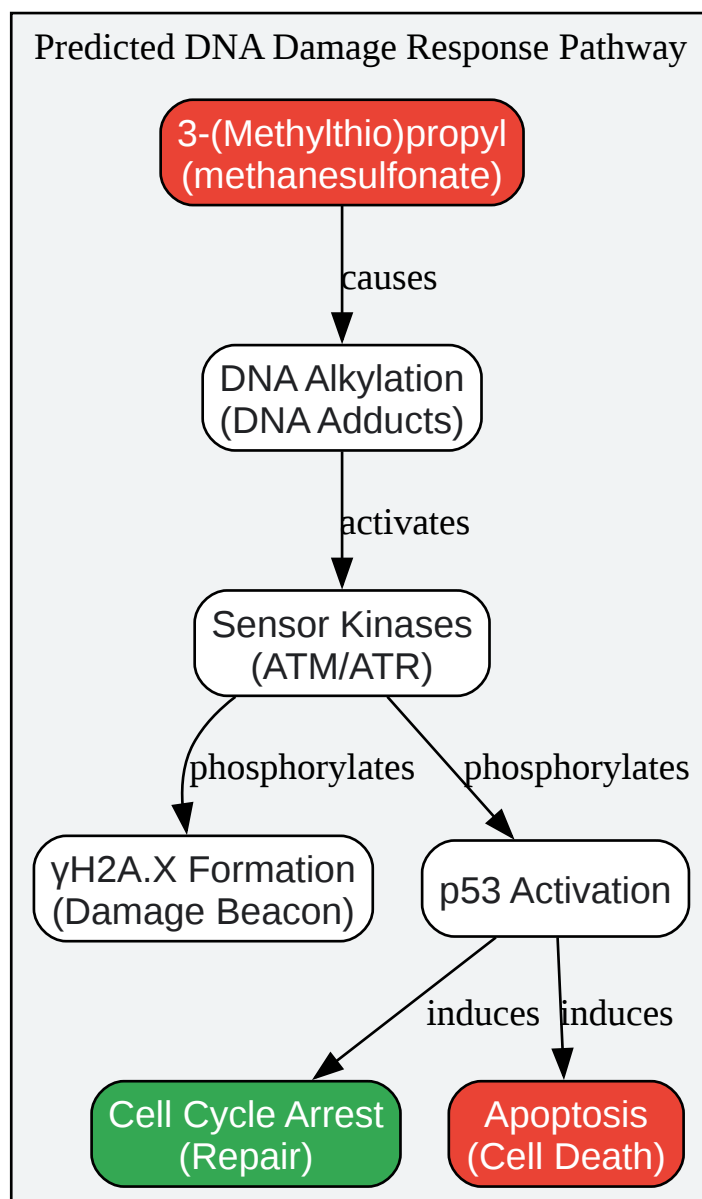 Predicted DNA Damage Response Pathway
3-(Methylthio)propyl
(methanesulfonate)
causes
DNA Alkylation
(DNA Adducts)
activates
Sensor Kinases
(ATM/ATR)
phosphorylates
phosphorylates
γH2A.X Formation
(Damage Beacon)
p53 Activation
induces
induces
Cell Cycle Arrest
(Repair)
Apoptosis
(Cell Death)